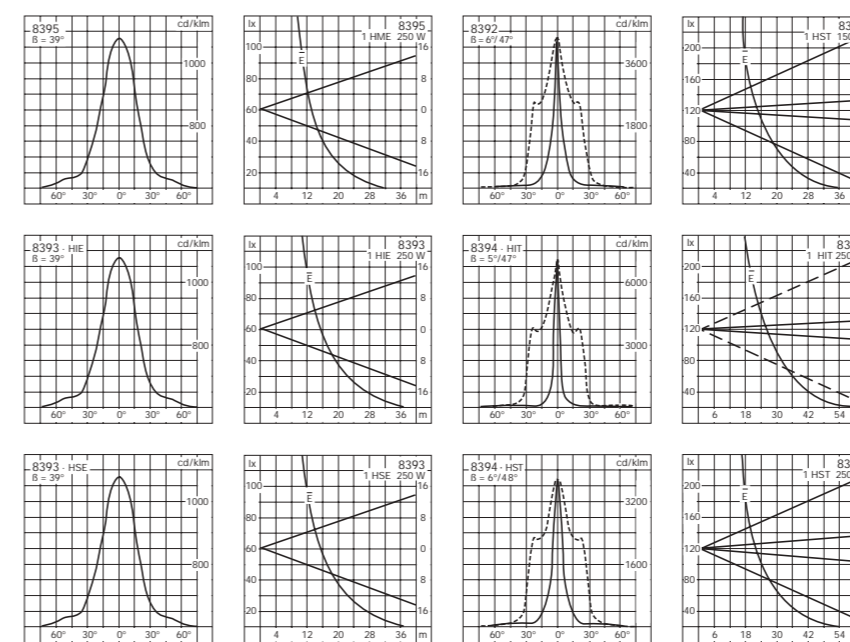 8395 cd/klm
ß = 39°
1000
800
60° 30° 0° 30° 60°
lx 8395
1 HME 250 W
100 16
E
80 8
60 0
40 8
20 16
4 12 20 28 36 m
8392 cd/klm
ß = 6°/47°
3600
1800
60° 30° 0° 30° 60°
lx 83
1 HST 150
200
E
160
120
80
40
4 12 20 28 36
8393 · HIE cd/klm
ß = 39°
1000
800
60° 30° 0° 30° 60°
lx 8393
1 HIE 250 W
100 16
E
80 8
60 0
40 8
20 16
4 12 20 28 36 m
8394 · HIT cd/klm
ß = 5°/47°
6000
3000
60° 30° 0° 30° 60°
lx 83
1 HIT 250
200
E
160
120
80
40
6 18 30 42 54
8393 · HSE cd/klm
ß = 39°
1000
800
60° 30° 0° 30° 60°
lx 8393
1 HSE 250 W
100 16
E
80 8
60 0
40 8
20 16
4 12 20 28 36 m
8394 · HST cd/klm
ß = 6°/48°
3200
1600
60° 30° 0° 30° 60°
lx 83
1 HST 250
200
E
160
120
80
40
6 18 30 42 54